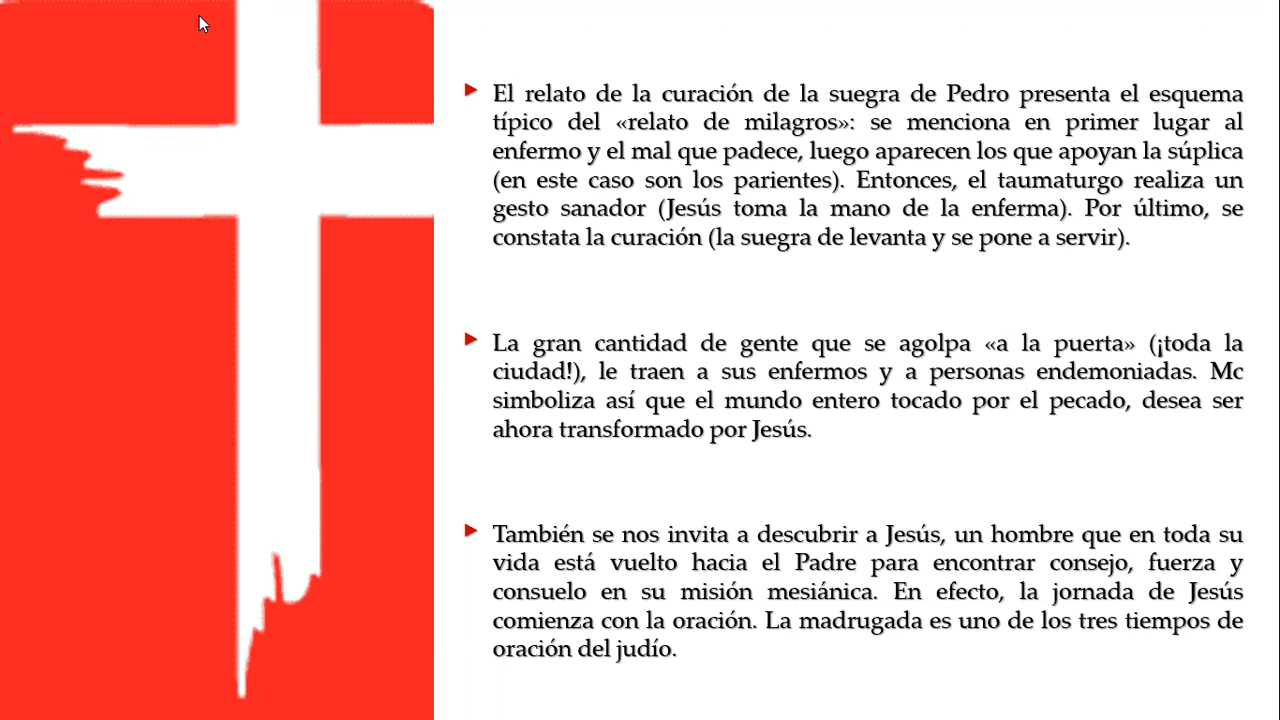 El relato de la curación de la suegra de Pedro presenta el esquema
típico del «relato de milagros»: se menciona en primer lugar al
enfermo y el mal que padece, luego aparecen los que apoyan la súplica
(en este caso son los parientes). Entonces, el taumaturgo realiza un
gesto sanador (Jesús toma la mano de la enferma). Por último, se
constata la curación (la suegra de levanta y se pone a servir).
La gran cantidad de gente que se agolpa «a la puerta» (¡toda la
ciudad!), le traen a sus enfermos y a personas endemoniadas. Mc
simboliza así que el mundo entero tocado por el pecado, desea ser
ahora transformado por Jesús.
También se nos invita a descubrir a Jesús, un hombre que en toda su
vida está vuelto hacia el Padre para encontrar consejo, fuerza y
consuelo en su misión mesiánica. En efecto, la jornada de Jesús
comienza con la oración. La madrugada es uno de los tres tiempos de
oración del judío.